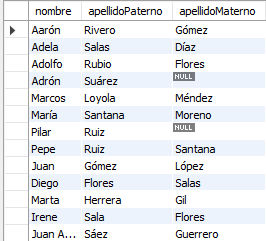 nombre apellidoPaterno apellidoMaterno
Aarón Rivero Gómez
Adela Salas Díaz
Adolfo Rubio Flores
Adrón Suárez NULL
Marcos Loyola Méndez
María Santana Moreno
Pilar Ruiz NULL
Pepe Ruiz Santana
Juan Gómez López
Diego Flores Salas
Marta Herrera Gil
Irene Sala Flores
Juan A... Sáez Guerrero